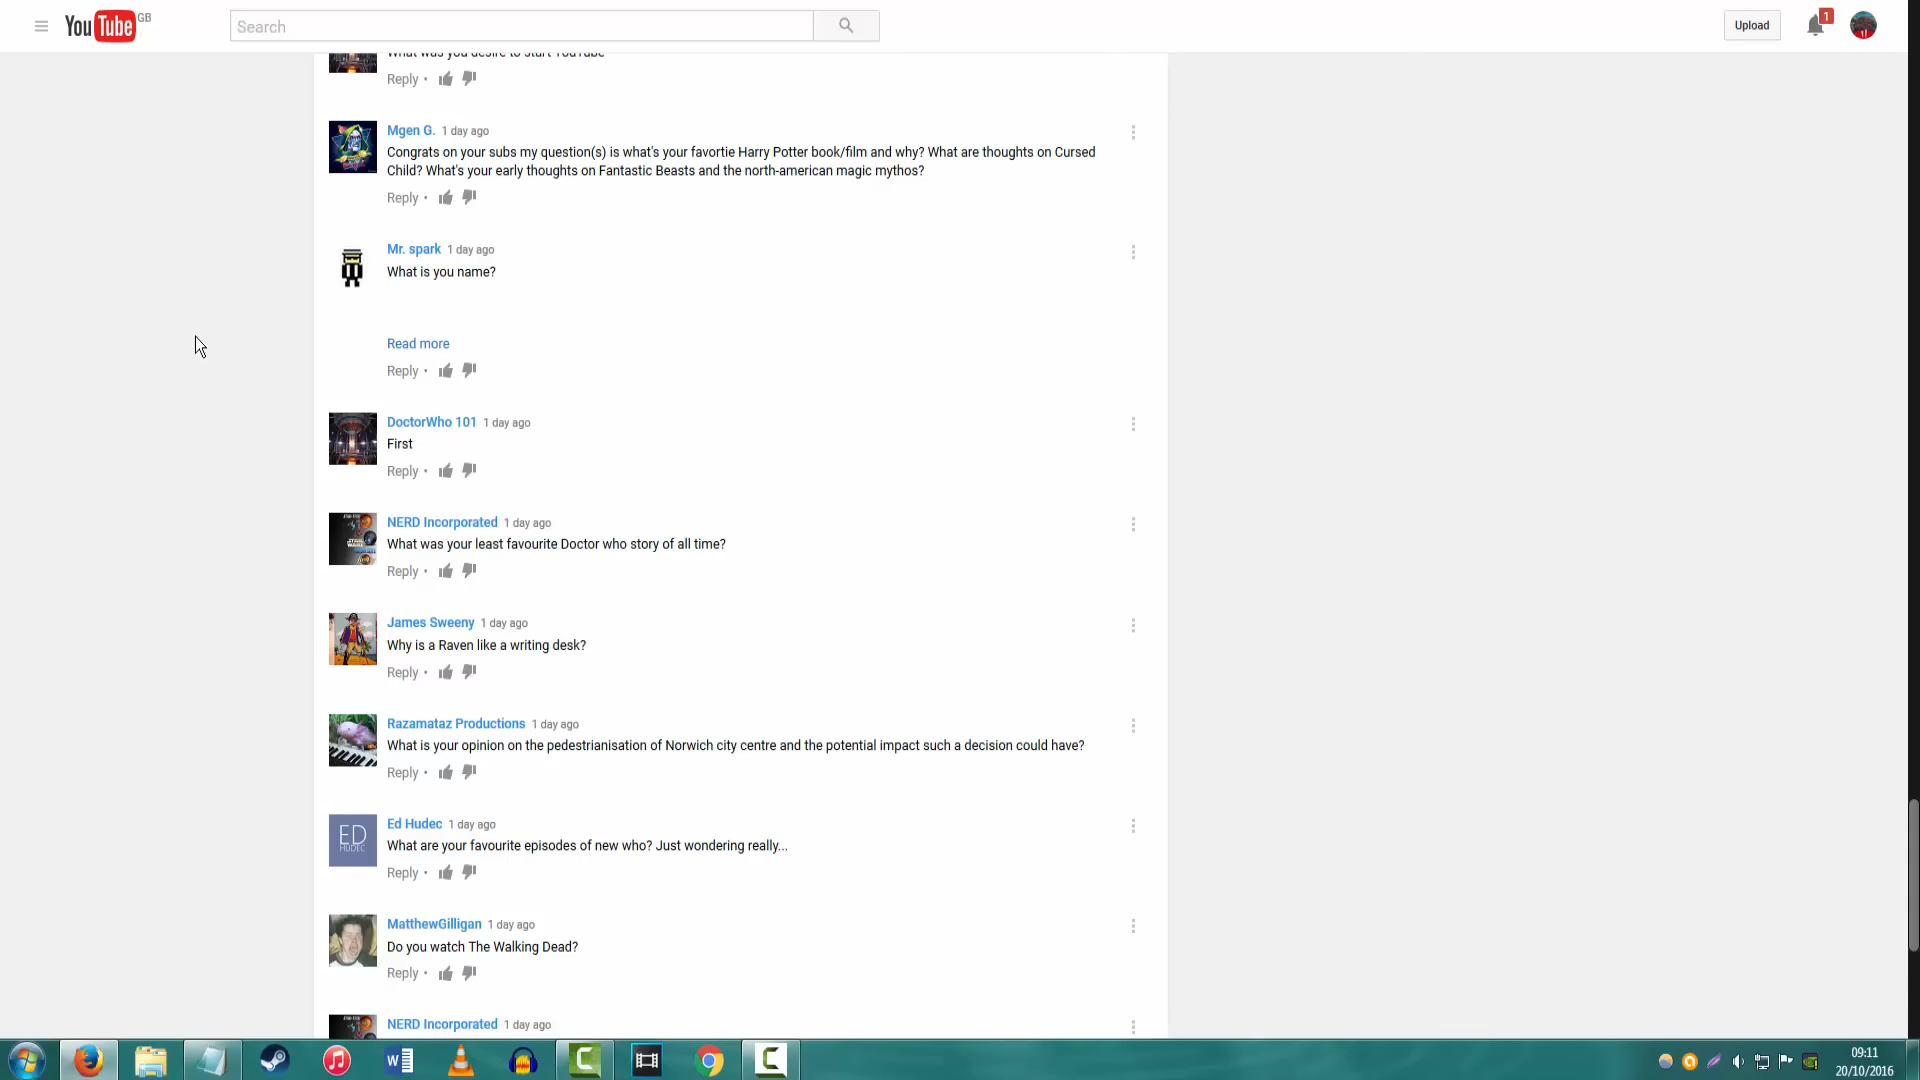 YouTube GB
Search
Upload
1
What was you desire to start YouTube
Reply •
Mgen G. 1 day ago
Congrats on your subs my question(s) is what's your favortie Harry Potter book/film and why? What are thoughts on Cursed
Child? What's your early thoughts on Fantastic Beasts and the north-american magic mythos?
Reply •
Mr. spark 1 day ago
What is you name?
Read more
Reply •
DoctorWho 101 1 day ago
First
Reply •
NERD Incorporated 1 day ago
What was your least favourite Doctor who story of all time?
Reply •
James Sweeny 1 day ago
Why is a Raven like a writing desk?
Reply •
Razamataz Productions 1 day ago
What is your opinion on the pedestrianisation of Norwich city centre and the potential impact such a decision could have?
Reply •
ED
HUDEC
Ed Hudec 1 day ago
What are your favourite episodes of new who? Just wondering really...
Reply •
MatthewGilligan 1 day ago
Do you watch The Walking Dead?
Reply •
NERD Incorporated 1 day ago
09:11
20/10/2016